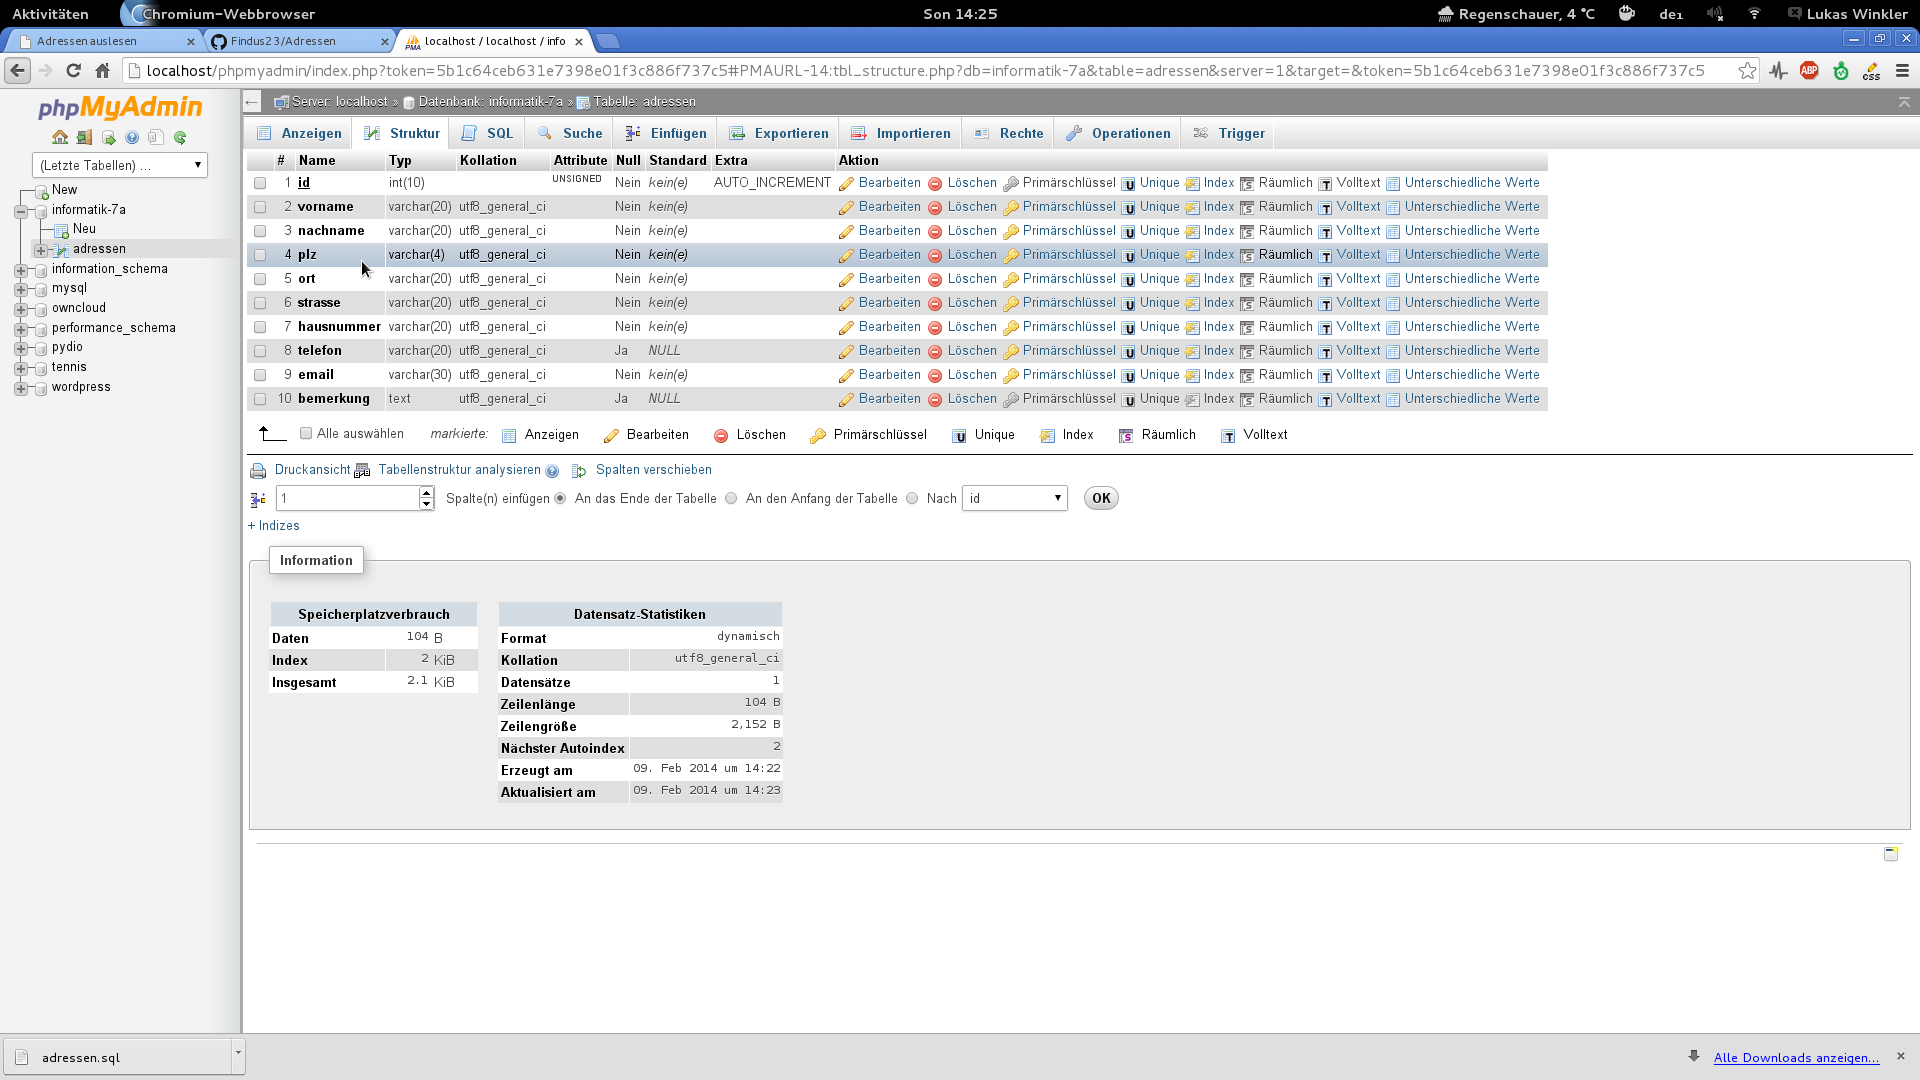 Aktivitäten Chromium-Webbrowser Son 14:25 Regenschauer, 4 °C de1 Lukas Winkler
Adressen auslesen Findus23/Adressen localhost / localhost / info
localhost/phpmyadmin/index.php?token=5b1c64ceb631e7398e01f3c886f737c5#PMAURL-14:tbl_structure.php?db=informatik-7a&table=adressen&server=1&target=&token=5b1c64ceb631e7398e01f3c886f737c5 ABP css
phpMyAdmin
(Letzte Tabellen) ...
New
informatik-7a
Neu
adressen
information_schema
mysql
owncloud
performance_schema
pydio
tennis
wordpress
Server: localhost » Datenbank: informatik-7a » Tabelle: adressen
Anzeigen Struktur SQL Suche Einfügen Exportieren Importieren Rechte Operationen Trigger
# Name Typ Kollation Attribute Null Standard Extra Aktion
1 id int(10) UNSIGNED Nein kein(e) AUTO_INCREMENT Bearbeiten Löschen Primärschlüssel Unique Index Räumlich Volltext Unterschiedliche Werte
2 vorname varchar(20) utf8_general_ci Nein kein(e) Bearbeiten Löschen Primärschlüssel Unique Index Räumlich Volltext Unterschiedliche Werte
3 nachname varchar(20) utf8_general_ci Nein kein(e) Bearbeiten Löschen Primärschlüssel Unique Index Räumlich Volltext Unterschiedliche Werte
4 plz varchar(4) utf8_general_ci Nein kein(e) Bearbeiten Löschen Primärschlüssel Unique Index Räumlich Volltext Unterschiedliche Werte
5 ort varchar(20) utf8_general_ci Nein kein(e) Bearbeiten Löschen Primärschlüssel Unique Index Räumlich Volltext Unterschiedliche Werte
6 strasse varchar(20) utf8_general_ci Nein kein(e) Bearbeiten Löschen Primärschlüssel Unique Index Räumlich Volltext Unterschiedliche Werte
7 hausnummer varchar(20) utf8_general_ci Nein kein(e) Bearbeiten Löschen Primärschlüssel Unique Index Räumlich Volltext Unterschiedliche Werte
8 telefon varchar(20) utf8_general_ci Ja NULL Bearbeiten Löschen Primärschlüssel Unique Index Räumlich Volltext Unterschiedliche Werte
9 email varchar(30) utf8_general_ci Nein kein(e) Bearbeiten Löschen Primärschlüssel Unique Index Räumlich Volltext Unterschiedliche Werte
10 bemerkung text utf8_general_ci Ja NULL Bearbeiten Löschen Primärschlüssel Unique Index Räumlich Volltext Unterschiedliche Werte
Alle auswählen markierte: Anzeigen Bearbeiten Löschen Primärschlüssel Unique Index Räumlich Volltext
Druckansicht Tabellenstruktur analysieren Spalten verschieben
1 Spalte(n) einfügen An das Ende der Tabelle An den Anfang der Tabelle Nach id OK
+ Indizes
Information
Speicherplatzverbrauch
Daten 104 B
Index 2 KiB
Insgesamt 2.1 KiB
Datensatz-Statistiken
Format dynamisch
Kollation utf8_general_ci
Datensätze 1
Zeilenlänge 104 B
Zeilengröße 2,152 B
Nächster Autoindex 2
Erzeugt am 09. Feb 2014 um 14:22
Aktualisiert am 09. Feb 2014 um 14:23
adressen.sql Alle Downloads anzeigen...